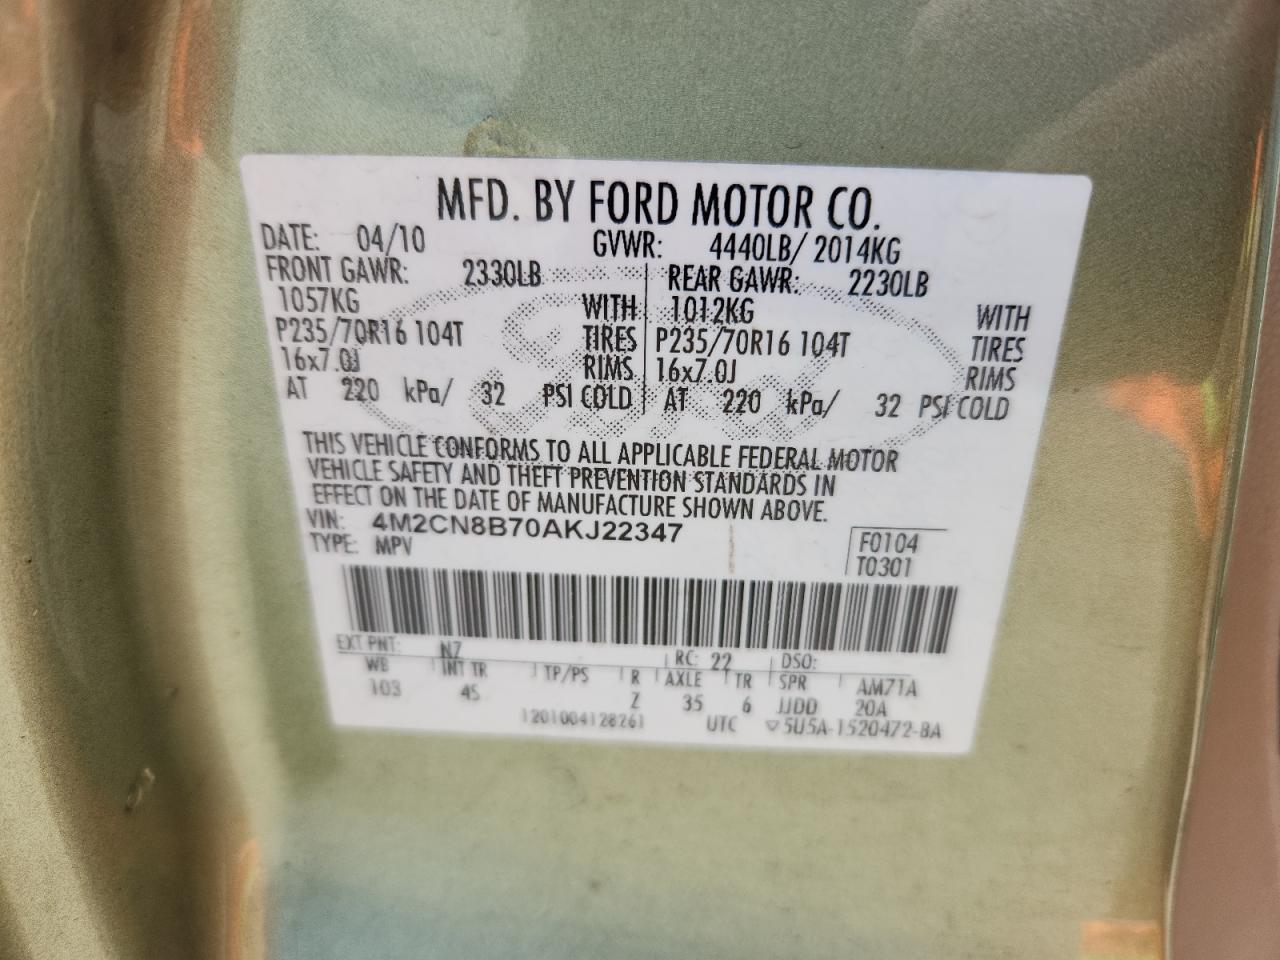 MFD. BY FORD MOTOR CO.
DATE: 04/10 GVWR: 4440LB/ 2014KG
FRONT GAWR: 2330LB REAR GAWR: 2230LB
1057KG WITH 1012KG WITH
P235/70R16 104T TIRES P235/70R16 104T TIRES
16x7.0J RIMS 16x7.0J RIMS
AT 220 kPa/ 32 PSI COLD AT 220 kPa/ 32 PSI COLD
THIS VEHICLE CONFORMS TO ALL APPLICABLE FEDERAL MOTOR
VEHICLE SAFETY AND THEFT PREVENTION STANDARDS IN
EFFECT ON THE DATE OF MANUFACTURE SHOWN ABOVE.
VIN: 4M2CN8B70AKJ22347 F0104
TYPE: MPV T0301
EXT PNT: NZ RC: 22 DSO:
WB INT TR TP/PS R AXLE TR SPR AM71A
103 45 Z 35 6 JJDD 20A
1201004128261 UTC ▽5U5A-1520472-BA
Ford